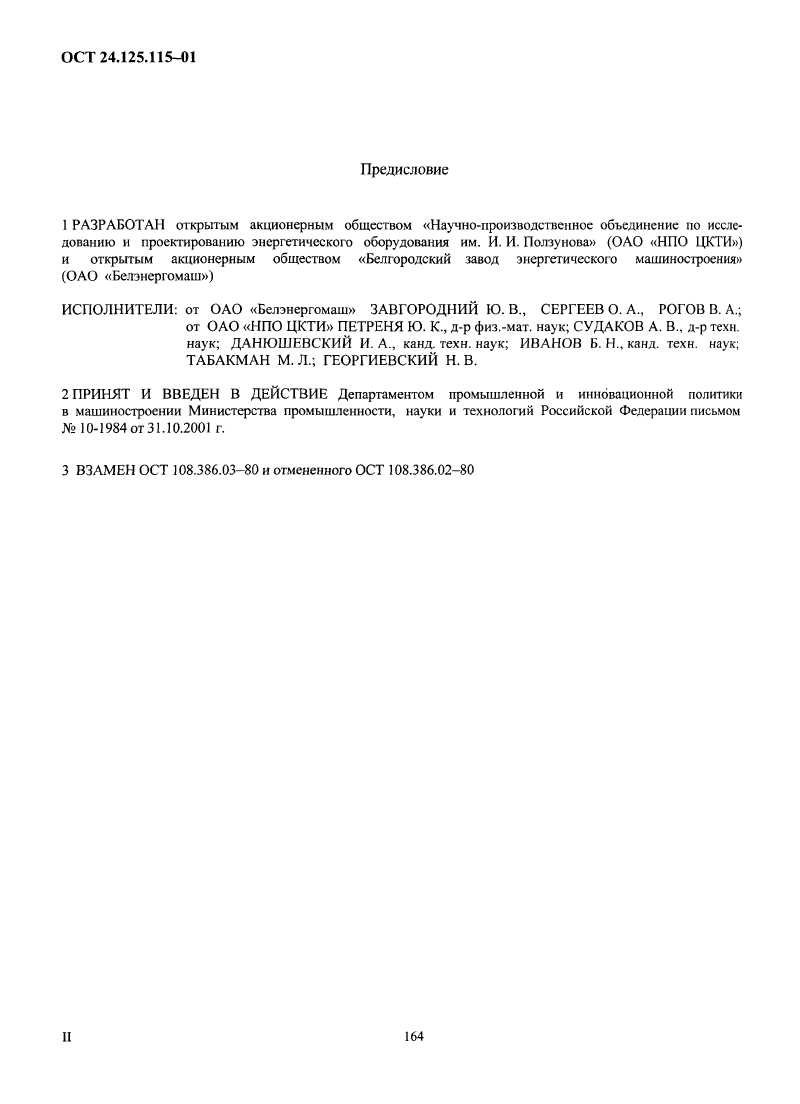 ОСТ 24.125.115–01
Предисловие
1 РАЗРАБОТАН открытым акционерным обществом «Научно-производственное объединение по иссле-
дованию и проектированию энергетического оборудования им. И. И. Ползунова» (ОАО «НПО ЦКТИ»)
и открытым акционерным обществом «Белгородский завод энергетического машиностроения»
(ОАО «Белэнергомаш»)
ИСПОЛНИТЕЛИ: от ОАО «Белэнергомаш» ЗАВГОРОДНИЙ Ю. В., СЕРГЕЕВ О. А., РОГОВ В. А.;
от ОАО «НПО ЦКТИ» ПЕТРЕНЯ Ю. К., д-р физ.-мат. наук; СУДАКОВ А. В., д-р техн.
наук; ДАНЮШЕВСКИЙ И. А., канд. техн. наук; ИВАНОВ Б. Н., канд. техн. наук;
ТАБАКМАН М. Л.; ГЕОРГИЕВСКИЙ Н. В.
2 ПРИНЯТ И ВВЕДЕН В ДЕЙСТВИЕ Департаментом промышленной и инновационной политики
в машиностроении Министерства промышленности, науки и технологий Российской Федерации письмом
№ 10-1984 от 31.10.2001 г.
3 ВЗАМЕН ОСТ 108.386.03–80 и отмененного ОСТ 108.386.02–80
II
164